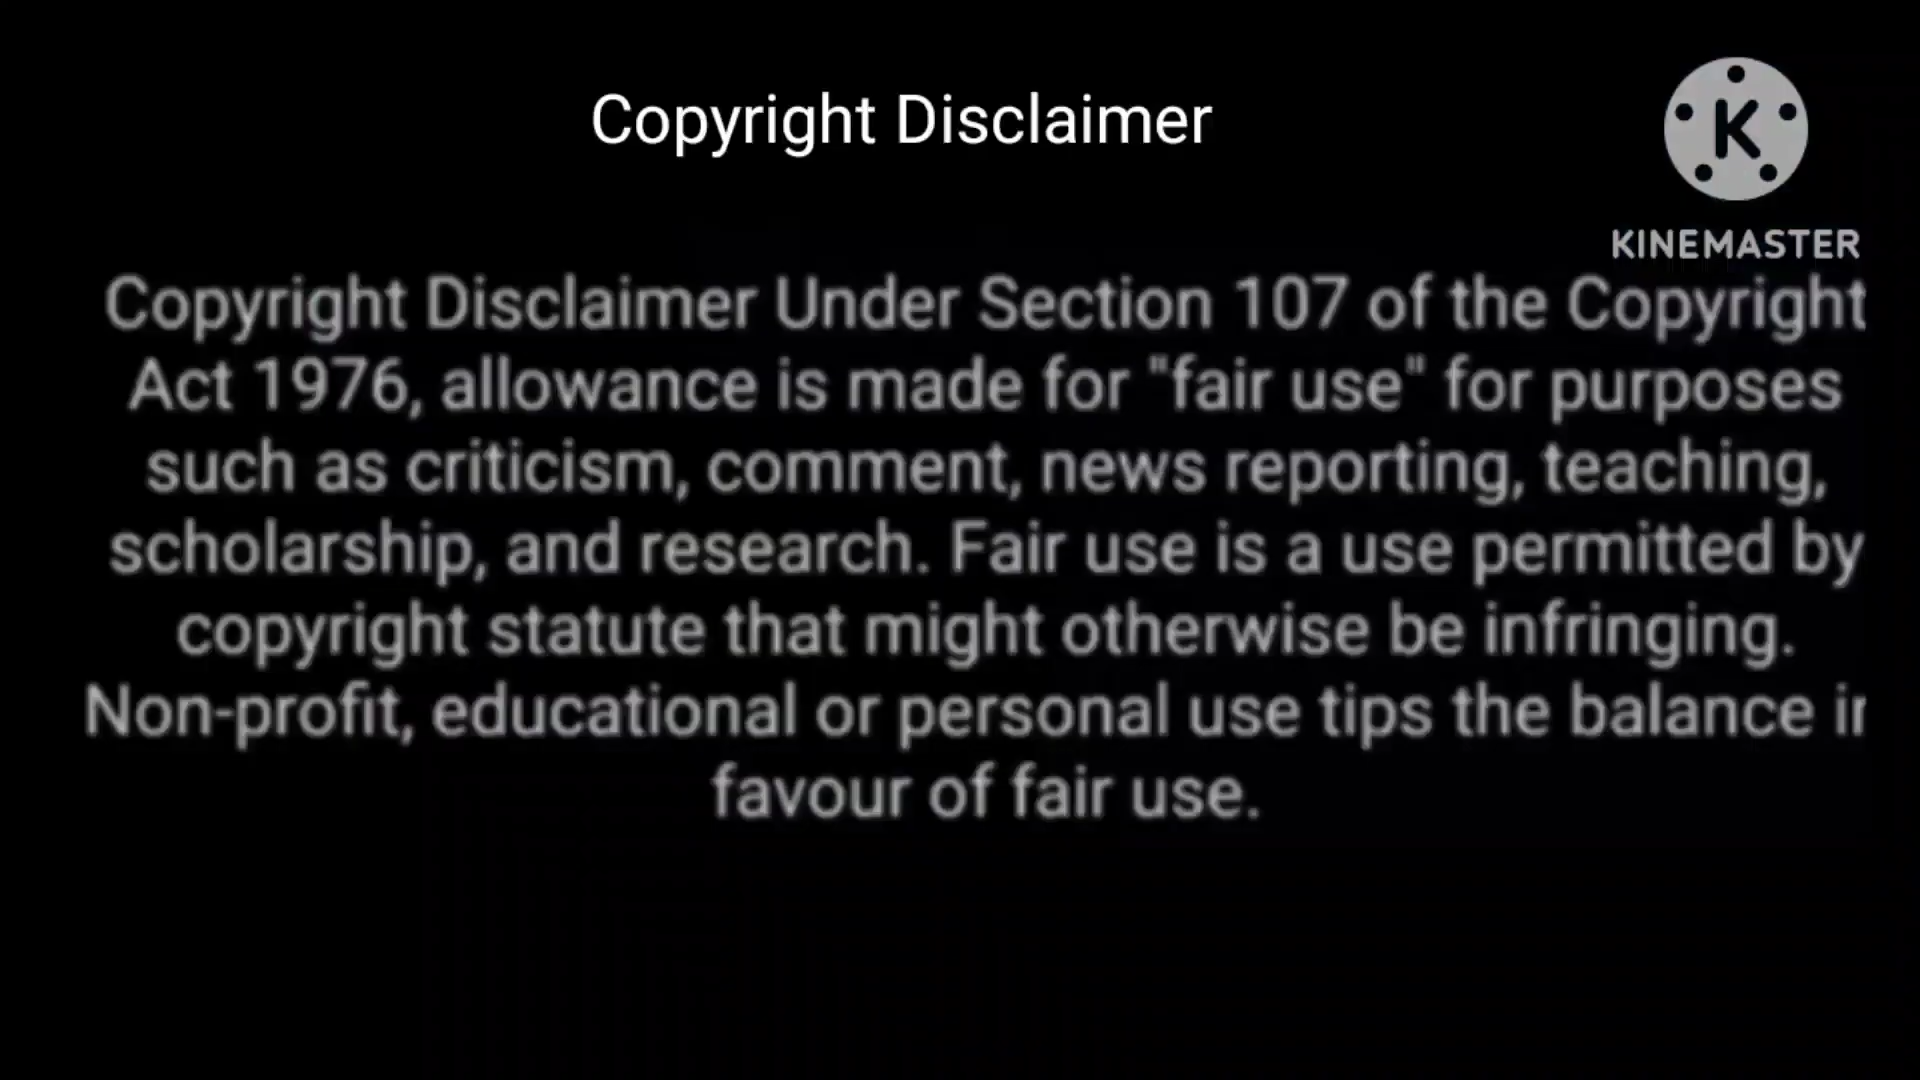 Copyright Disclaimer
K
KINEMASTER
Copyright Disclaimer Under Section 107 of the Copyright
Act 1976, allowance is made for "fair use" for purposes
such as criticism, comment, news reporting, teaching,
scholarship, and research. Fair use is a use permitted by
copyright statute that might otherwise be infringing.
Non-profit, educational or personal use tips the balance
favour of fair use.